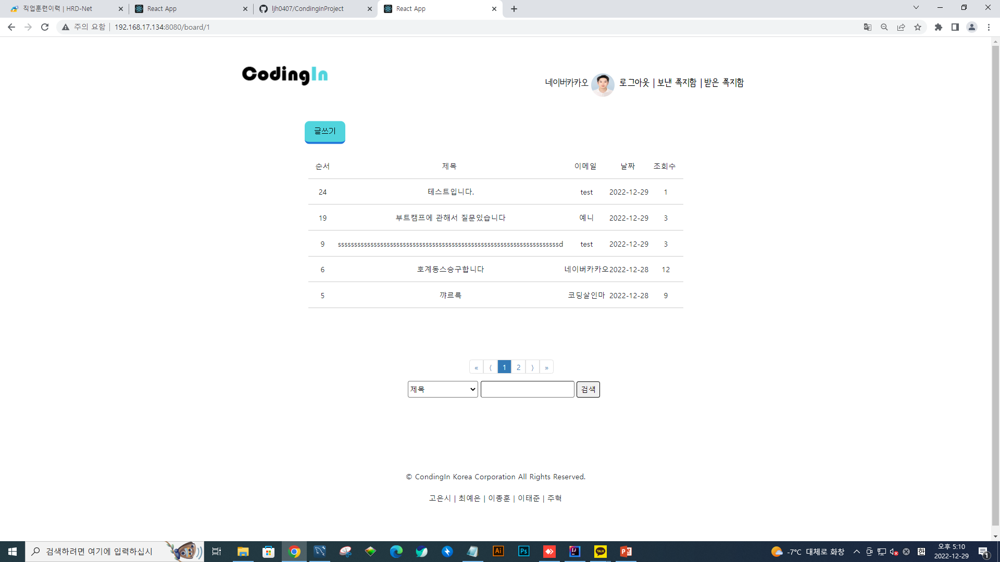 직업훈련이력 | HRD-Net
React App
ljh0407/CondinginProject
React App
주의 요함
192.168.17.134:8080/board/1
CodingIn
네이버카카오
로그아웃 | 보낸 쪽지함 | 받은 쪽지함
글쓰기
순서 제목 이메일 날짜 조회수
24 테스트입니다. test 2022-12-29 1
19 부트캠프에 관해서 질문있습니다 예니 2022-12-29 3
9 test 2022-12-29 3
6 호계동스승구합니다 네이버카카오 2022-12-28 12
5 꺄르륵 코딩살인마 2022-12-28 9
« ⟨ 1 2 ⟩ »
제목 검색
© CondingIn Korea Corporation All Rights Reserved.
고은시 | 최예은 | 이종훈 | 이태준 | 주혁
검색하려면 여기에 입력하십시
Ai
Ps
IJ
TALK
-7°C 대체로 화창
한
오후 5:10
2022-12-29
1